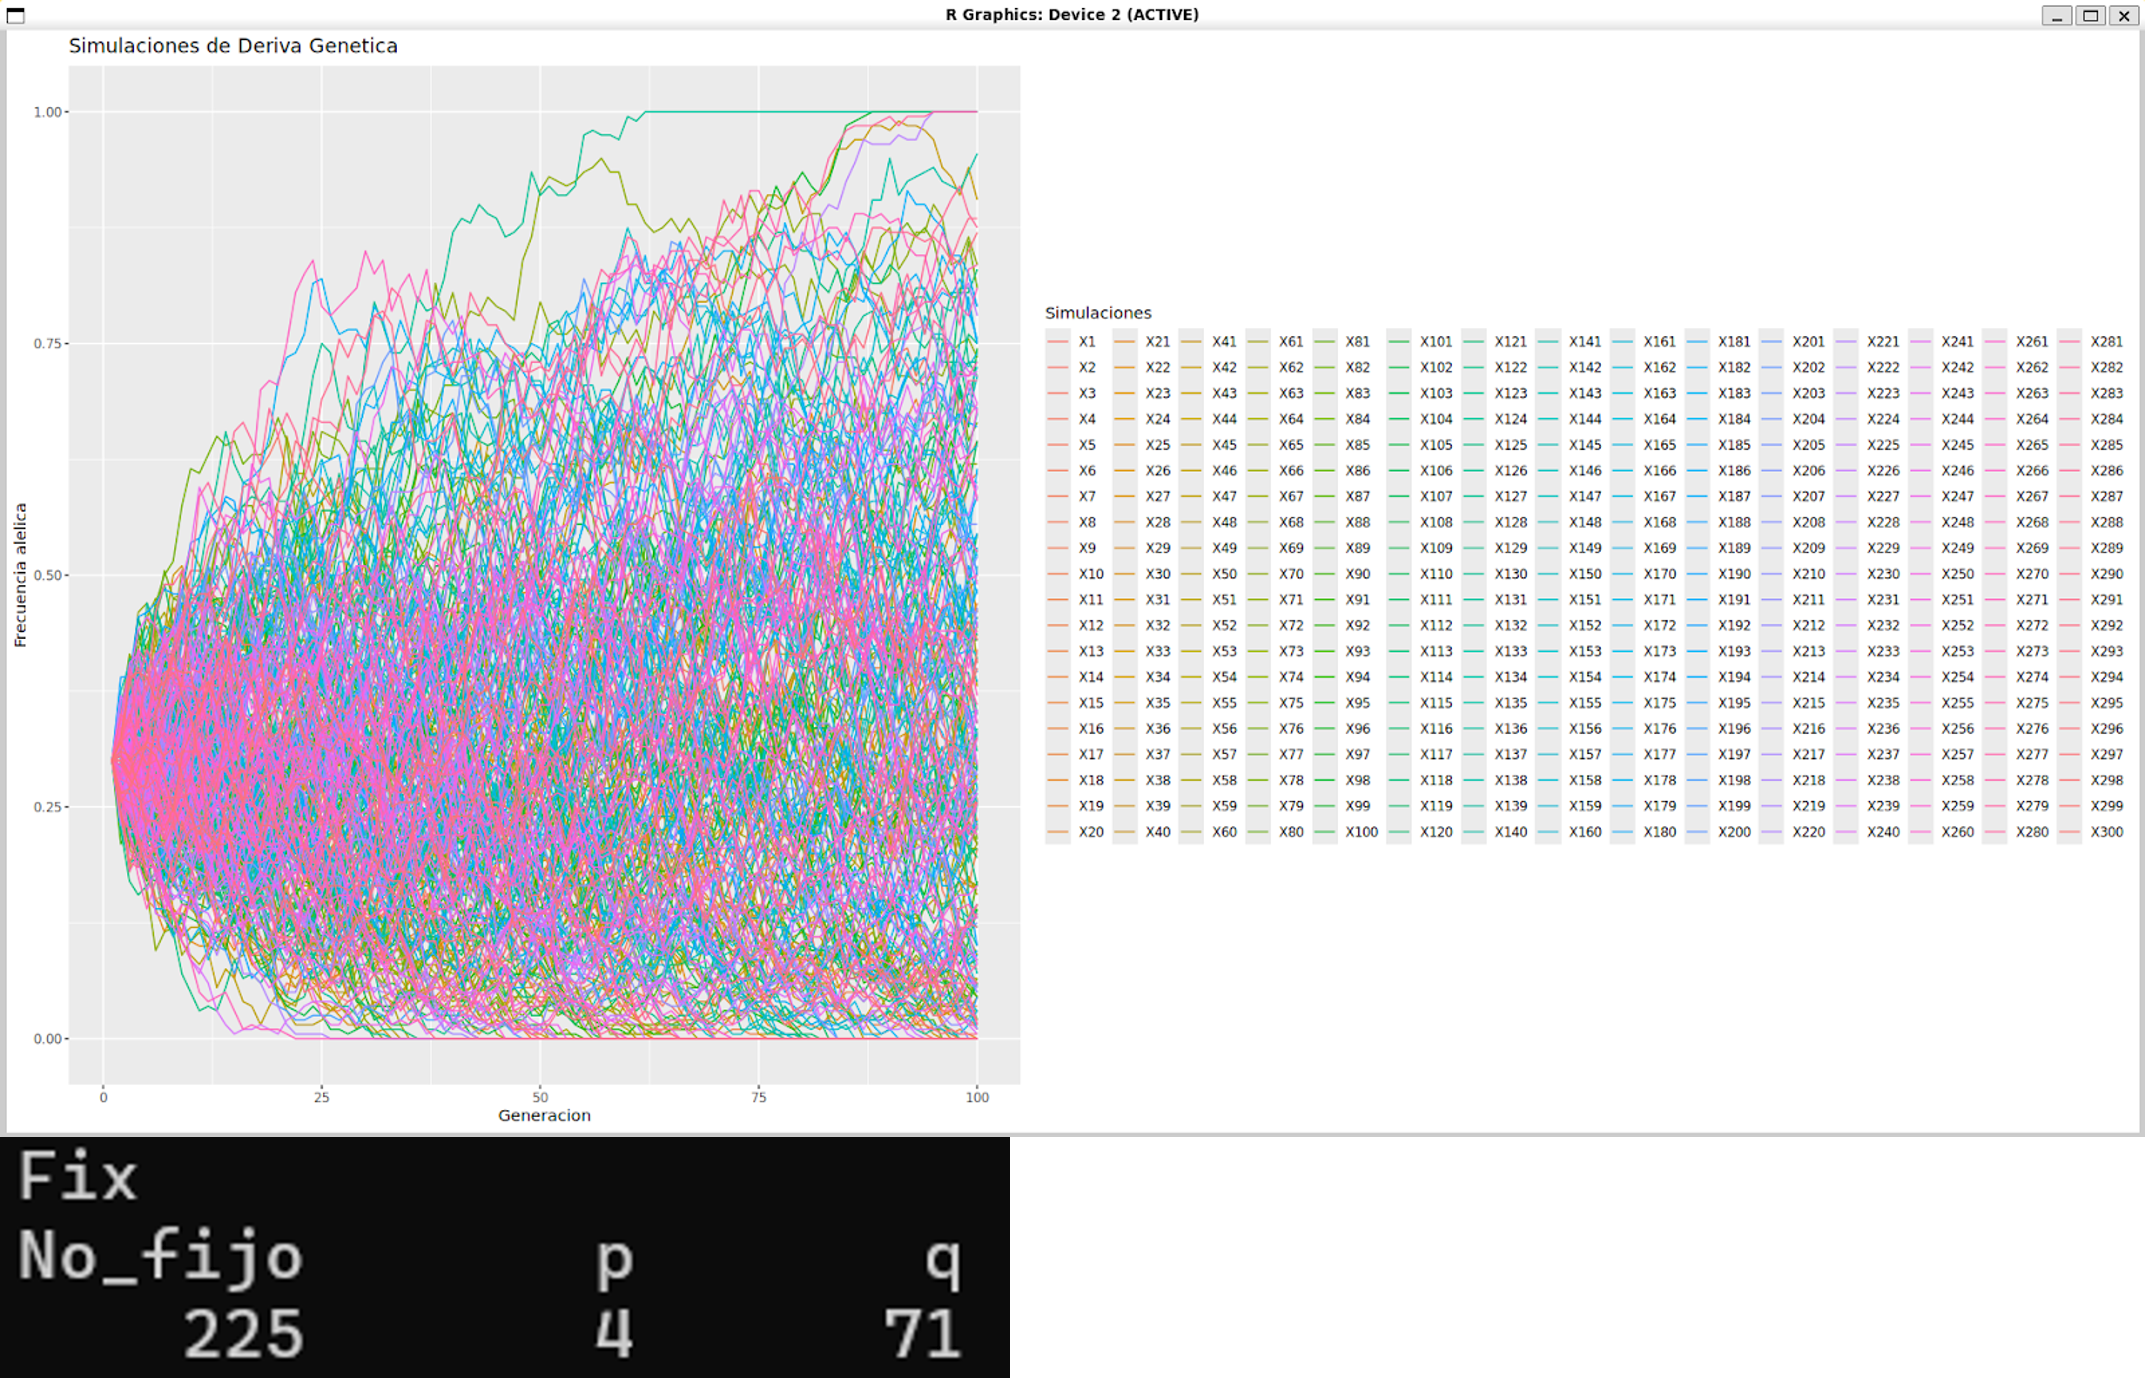 R Graphics: Device 2 (ACTIVE)
Simulaciones de Deriva Genetica
Frecuencia alelica
1.00
0.75
0.50
0.25
0.00
0 25 50 75 100
Generacion
Simulaciones
X1 X21 X41 X61 X81 X101 X121 X141 X161 X181 X201 X221 X241 X261 X281
X2 X22 X42 X62 X82 X102 X122 X142 X162 X182 X202 X222 X242 X262 X282
X3 X23 X43 X63 X83 X103 X123 X143 X163 X183 X203 X223 X243 X263 X283
X4 X24 X44 X64 X84 X104 X124 X144 X164 X184 X204 X224 X244 X264 X284
X5 X25 X45 X65 X85 X105 X125 X145 X165 X185 X205 X225 X245 X265 X285
X6 X26 X46 X66 X86 X106 X126 X146 X166 X186 X206 X226 X246 X266 X286
X7 X27 X47 X67 X87 X107 X127 X147 X167 X187 X207 X227 X247 X267 X287
X8 X28 X48 X68 X88 X108 X128 X148 X168 X188 X208 X228 X248 X268 X288
X9 X29 X49 X69 X89 X109 X129 X149 X169 X189 X209 X229 X249 X269 X289
X10 X30 X50 X70 X90 X110 X130 X150 X170 X190 X210 X230 X250 X270 X290
X11 X31 X51 X71 X91 X111 X131 X151 X171 X191 X211 X231 X251 X271 X291
X12 X32 X52 X72 X92 X112 X132 X152 X172 X192 X212 X232 X252 X272 X292
X13 X33 X53 X73 X93 X113 X133 X153 X173 X193 X213 X233 X253 X273 X293
X14 X34 X54 X74 X94 X114 X134 X154 X174 X194 X214 X234 X254 X274 X294
X15 X35 X55 X75 X95 X115 X135 X155 X175 X195 X215 X235 X255 X275 X295
X16 X36 X56 X76 X96 X116 X136 X156 X176 X196 X216 X236 X256 X276 X296
X17 X37 X57 X77 X97 X117 X137 X157 X177 X197 X217 X237 X257 X277 X297
X18 X38 X58 X78 X98 X118 X138 X158 X178 X198 X218 X238 X258 X278 X298
X19 X39 X59 X79 X99 X119 X139 X159 X179 X199 X219 X239 X259 X279 X299
X20 X40 X60 X80 X100 X120 X140 X160 X180 X200 X220 X240 X260 X280 X300
Fix
No_fijo p q
225 4 71